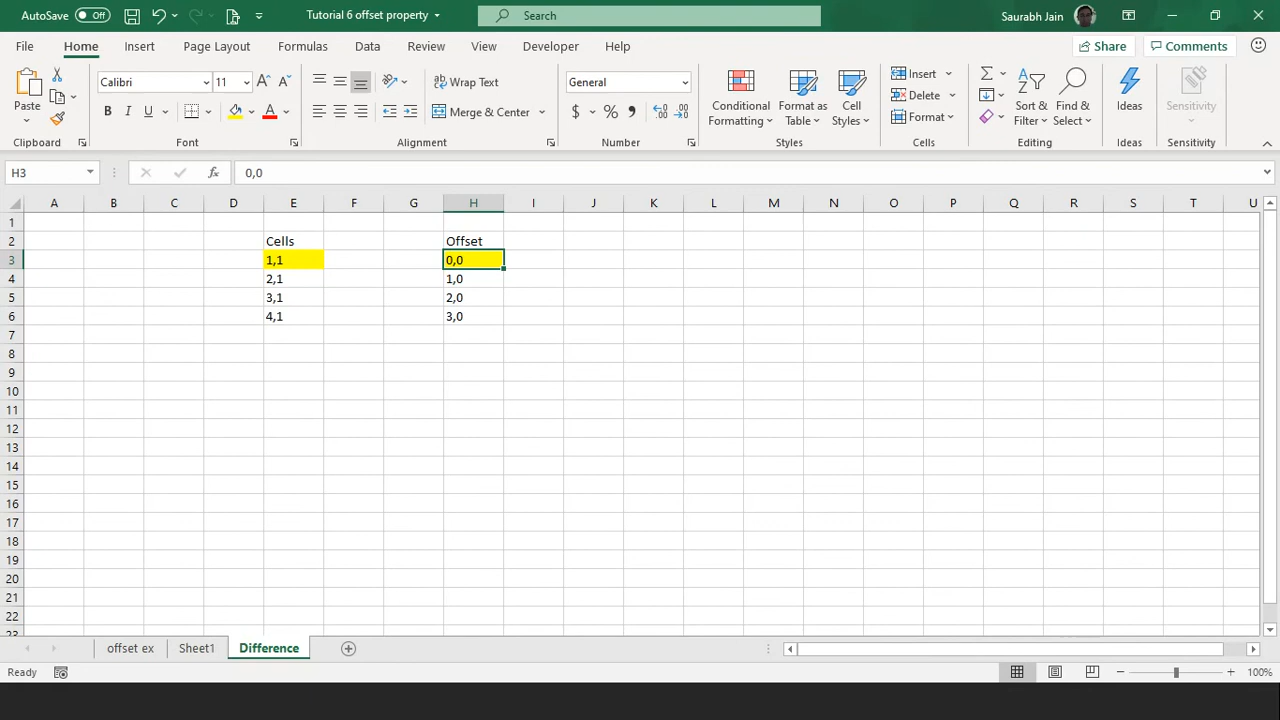 AutoSave Off Tutorial 6 offset property Search Saurabh Jain
File Home Insert Page Layout Formulas Data Review View Developer Help Share Comments
Paste Calibri 11 Wrap Text General Conditional Formatting Format as Table Cell Styles Insert Sort & Filter Find & Select Ideas Sensitivity
Delete
B I U Merge & Center $ % Format
Clipboard Font Alignment Number Styles Cells Editing Ideas Sensitivity
H3 fx 0,0
A B C D E F G H I J K L M N O P Q R S T U
1
2 Cells Offset
3 1,1 0,0
4 2,1 1,0
5 3,1 2,0
6 4,1 3,0
7
8
9
10
11
12
13
14
15
16
17
18
19
20
21
22
23
offset ex Sheet1 Difference
Ready 100%